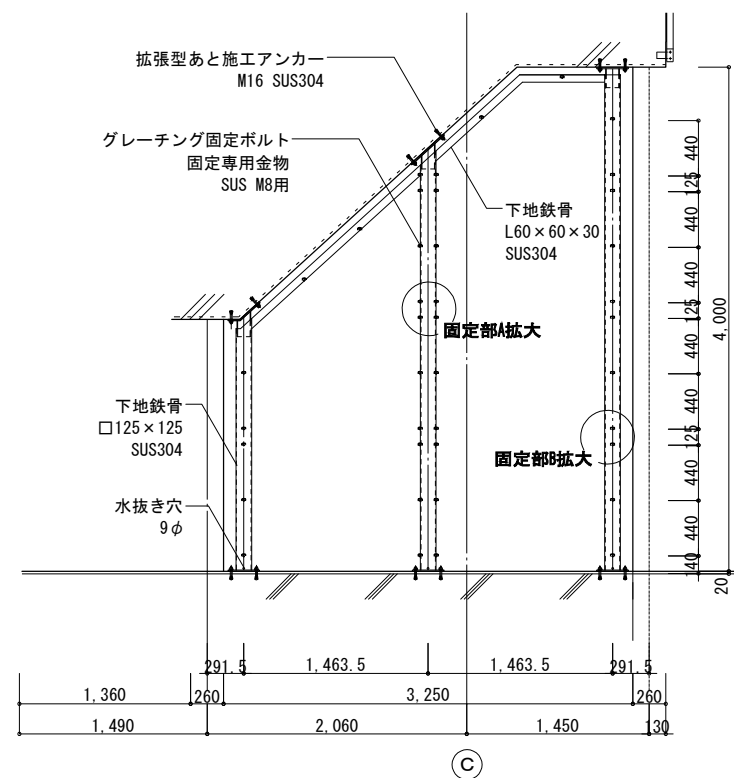 拡張型あと施工アンカー
M16 SUS304
グレーチング固定ボルト
固定専用金物
SUS M8用
下地鉄骨
L60×60×30
SUS304
固定部A拡大
下地鉄骨
□125×125
SUS304
固定部B拡大
水抜き穴
9φ
440
125
440
125
440
440
125
440
440
140
20
4,000
291.5
1,463.5
1,463.5
291.5
1,360
260
3,250
260
1,490
2,060
1,450
130
C